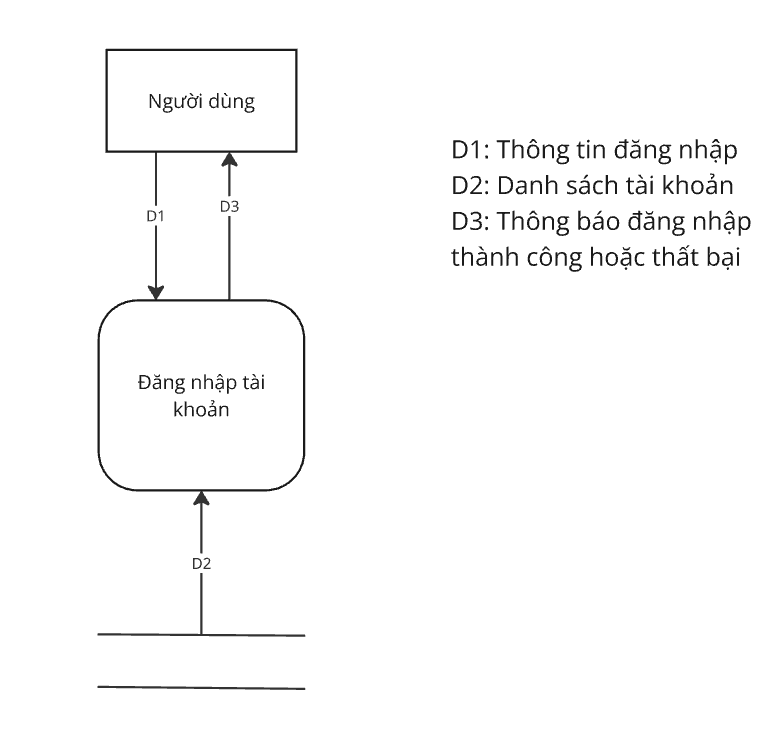 Người dùng
D1: Thông tin đăng nhập
D2: Danh sách tài khoản
D3: Thông báo đăng nhập
thành công hoặc thất bại
D1
D3
Đăng nhập tài
khoản
D2